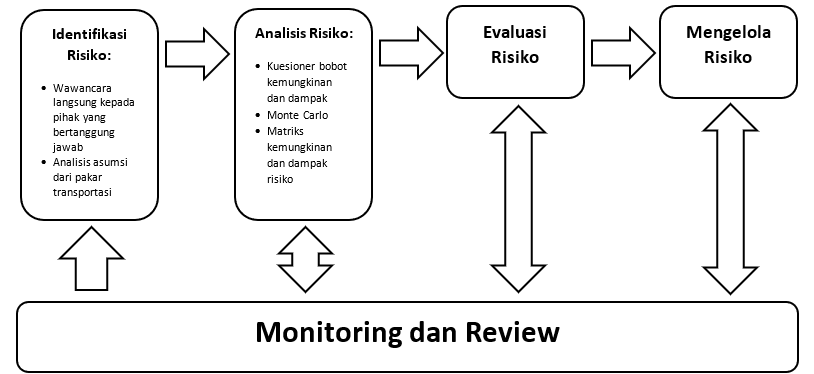 Identifikasi
Risiko:
• Wawancara
langsung kepada
pihak yang
bertanggung
jawab
• Analisis asumsi
dari pakar
transportasi
Analisis Risiko:
• Kuesioner bobot
kemungkinan
dan dampak
• Monte Carlo
• Matriks
kemungkinan
dan dampak
risiko
Evaluasi
Risiko
Mengelola
Risiko
Monitoring dan Review